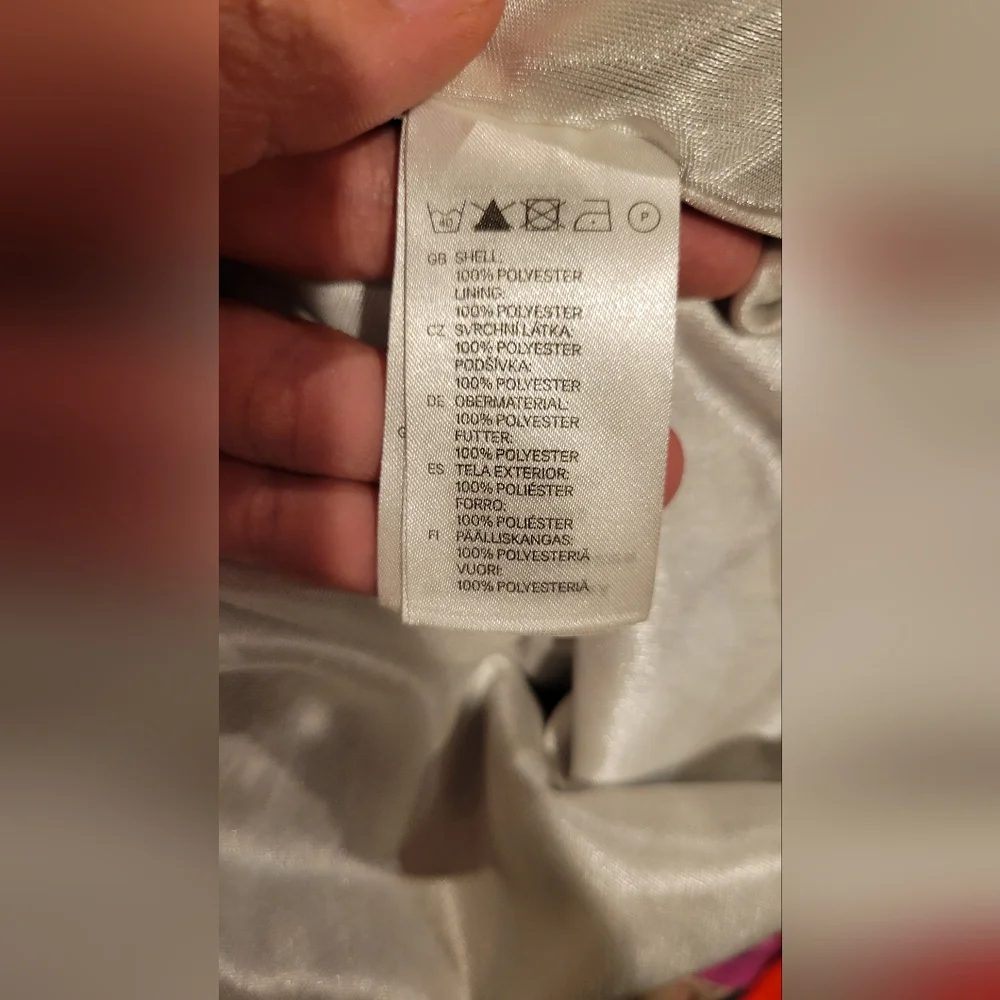 40
P
GB SHELL:
100% POLYESTER
LINING:
100% POLYESTER
CZ SVRCHNÍ LÁTKA:
100% POLYESTER
PODŠÍVKA:
100% POLYESTER
DE OBERMATERIAL:
100% POLYESTER
FUTTER:
100% POLYESTER
ES TELA EXTERIOR:
100% POLIÉSTER
FORRO:
100% POLIÉSTER
FI PÄÄLLISKANGAS:
100% POLYESTERIÄ
VUORI:
100% POLYESTERIÄ